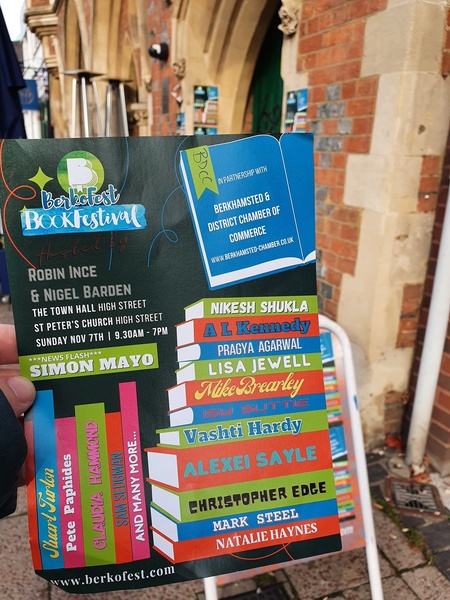 B
BerkoFest
BOOKFestival
Hosted by
ROBIN INCE
& NIGEL BARDEN
THE TOWN HALL HIGH STREET
ST PETER'S CHURCH HIGH STREET
SUNDAY NOV 7TH | 9.30AM - 7PM
***NEWS FLASH***
SIMON MAYO
BDCC
IN PARTNERSHIP WITH
BERKHAMSTED &
DISTRICT CHAMBER OF
COMMERCE
WWW.BERKHAMSTED-CHAMBER.CO.UK
NIKESH SHUKLA
A L Kennedy
PRAGYA AGARWAL
LISA JEWELL
Mike Brearley
ISY SUTTIE
Vashti Hardy
ALEXEI SAYLE
CHRISTOPHER EDGE
MARK STEEL
NATALIE HAYNES
Stuart Turton
Pete Paphides
CLAUDIA HAMMOND
AND MANY MORE...
www.berkofest.com